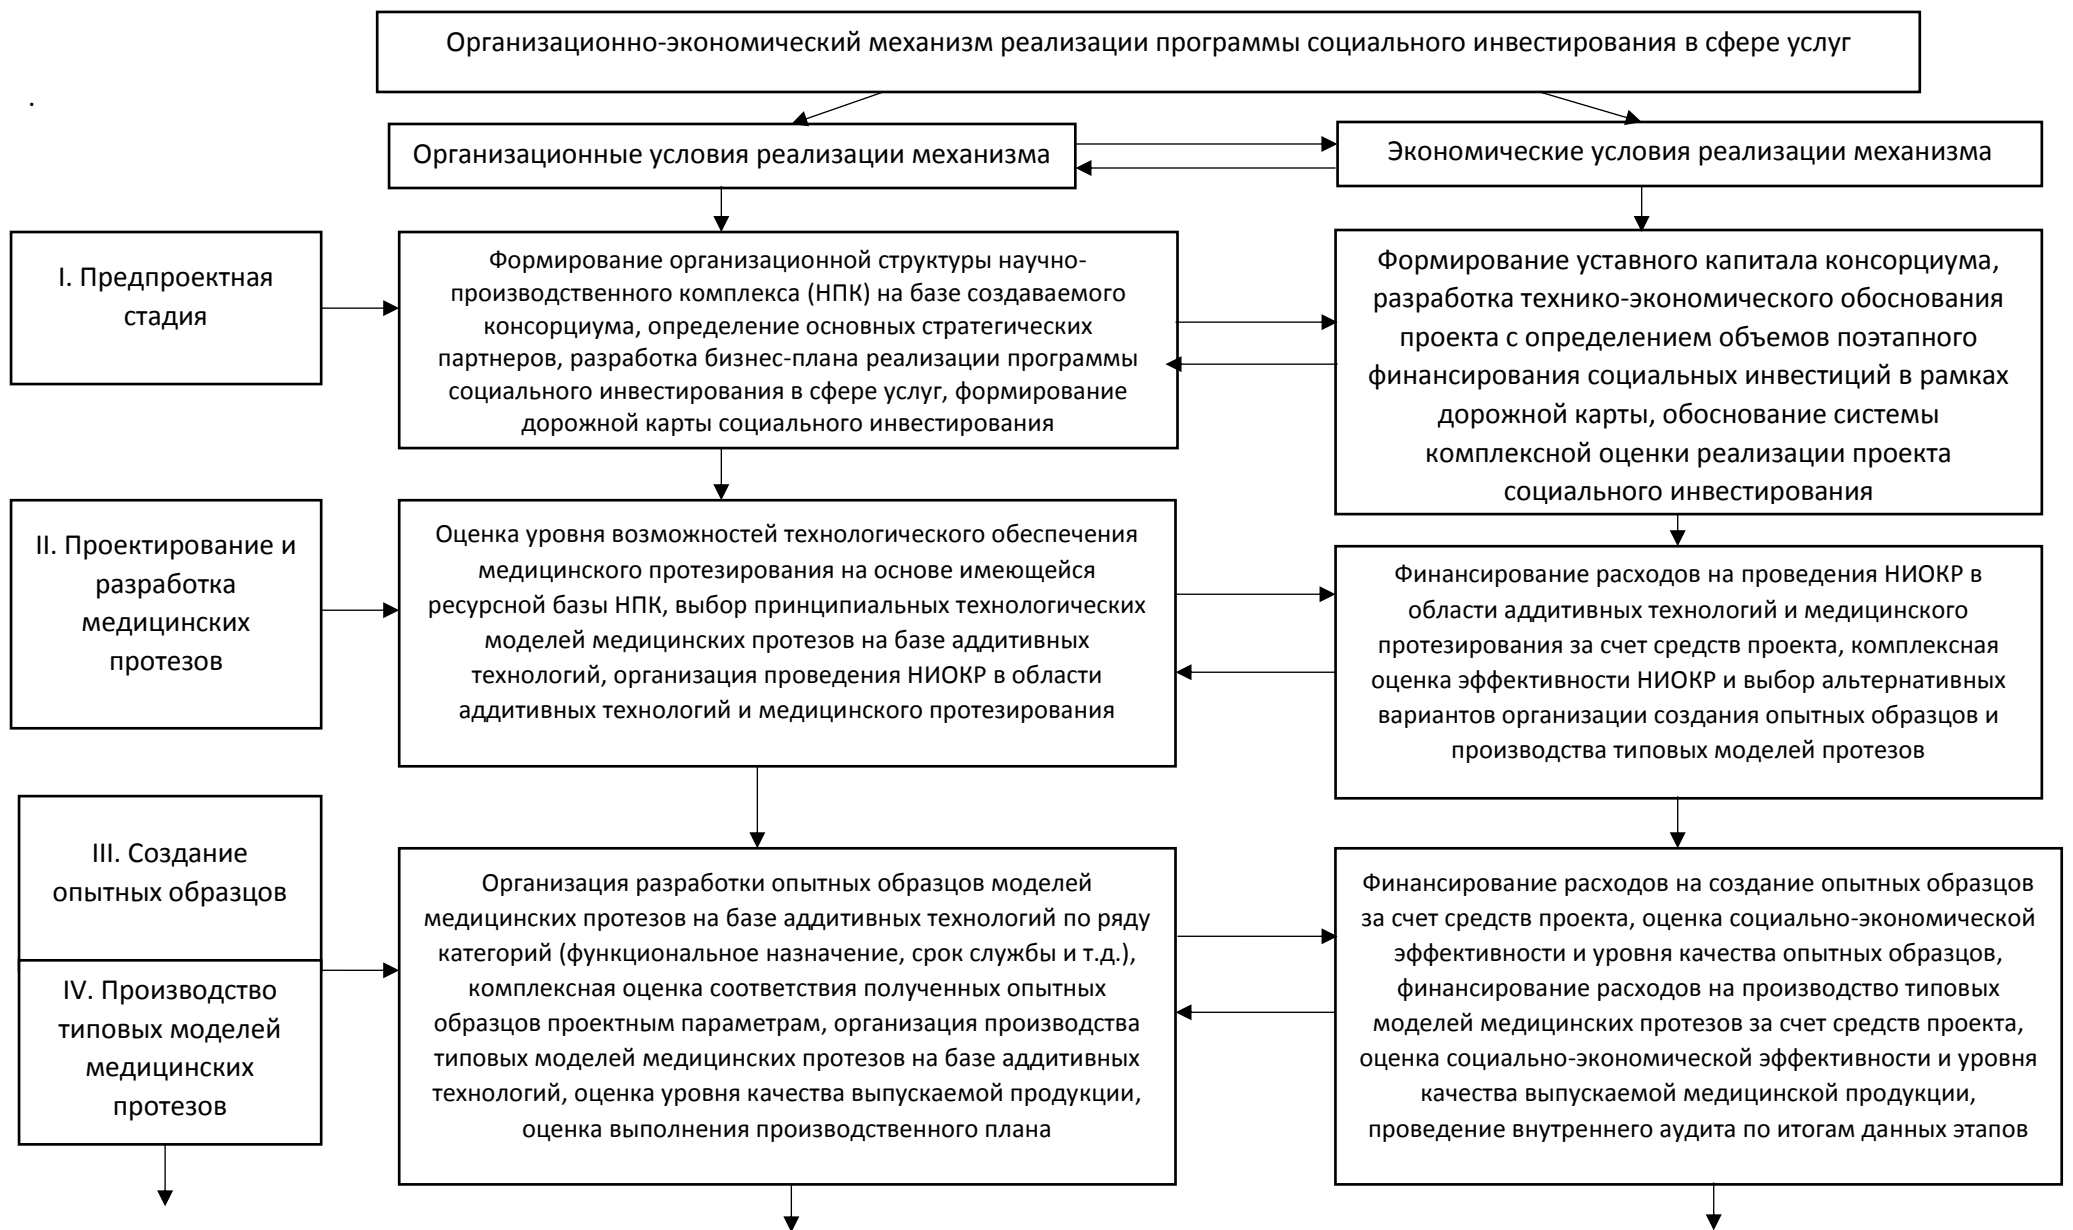 Организационно-экономический механизм реализации программы социального инвестирования в сфере услуг
.
Организационные условия реализации механизма
Экономические условия реализации механизма
I. Предпроектная
стадия
Формирование организационной структуры научно-
производственного комплекса (НПК) на базе создаваемого
консорциума, определение основных стратегических
партнеров, разработка бизнес-плана реализации программы
социального инвестирования в сфере услуг, формирование
дорожной карты социального инвестирования
Формирование уставного капитала консорциума,
разработка технико-экономического обоснования
проекта с определением объемов поэтапного
финансирования социальных инвестиций в рамках
дорожной карты, обоснование системы
комплексной оценки реализации проекта
социального инвестирования
II. Проектирование и
разработка
медицинских
протезов
Оценка уровня возможностей технологического обеспечения
медицинского протезирования на основе имеющейся
ресурсной базы НПК, выбор принципиальных технологических
моделей медицинских протезов на базе аддитивных
технологий, организация проведения НИОКР в области
аддитивных технологий и медицинского протезирования
Финансирование расходов на проведения НИОКР в
области аддитивных технологий и медицинского
протезирования за счет средств проекта, комплексная
оценка эффективности НИОКР и выбор альтернативных
вариантов организации создания опытных образцов и
производства типовых моделей протезов
III. Создание
опытных образцов
IV. Производство
типовых моделей
медицинских
протезов
Организация разработки опытных образцов моделей
медицинских протезов на базе аддитивных технологий по ряду
категорий (функциональное назначение, срок службы и т.д.),
комплексная оценка соответствия полученных опытных
образцов проектным параметрам, организация производства
типовых моделей медицинских протезов на базе аддитивных
технологий, оценка уровня качества выпускаемой продукции,
оценка выполнения производственного плана
Финансирование расходов на создание опытных образцов
за счет средств проекта, оценка социально-экономической
эффективности и уровня качества опытных образцов,
финансирование расходов на производство типовых
моделей медицинских протезов за счет средств проекта,
оценка социально-экономической эффективности и уровня
качества выпускаемой медицинской продукции,
проведение внутреннего аудита по итогам данных этапов